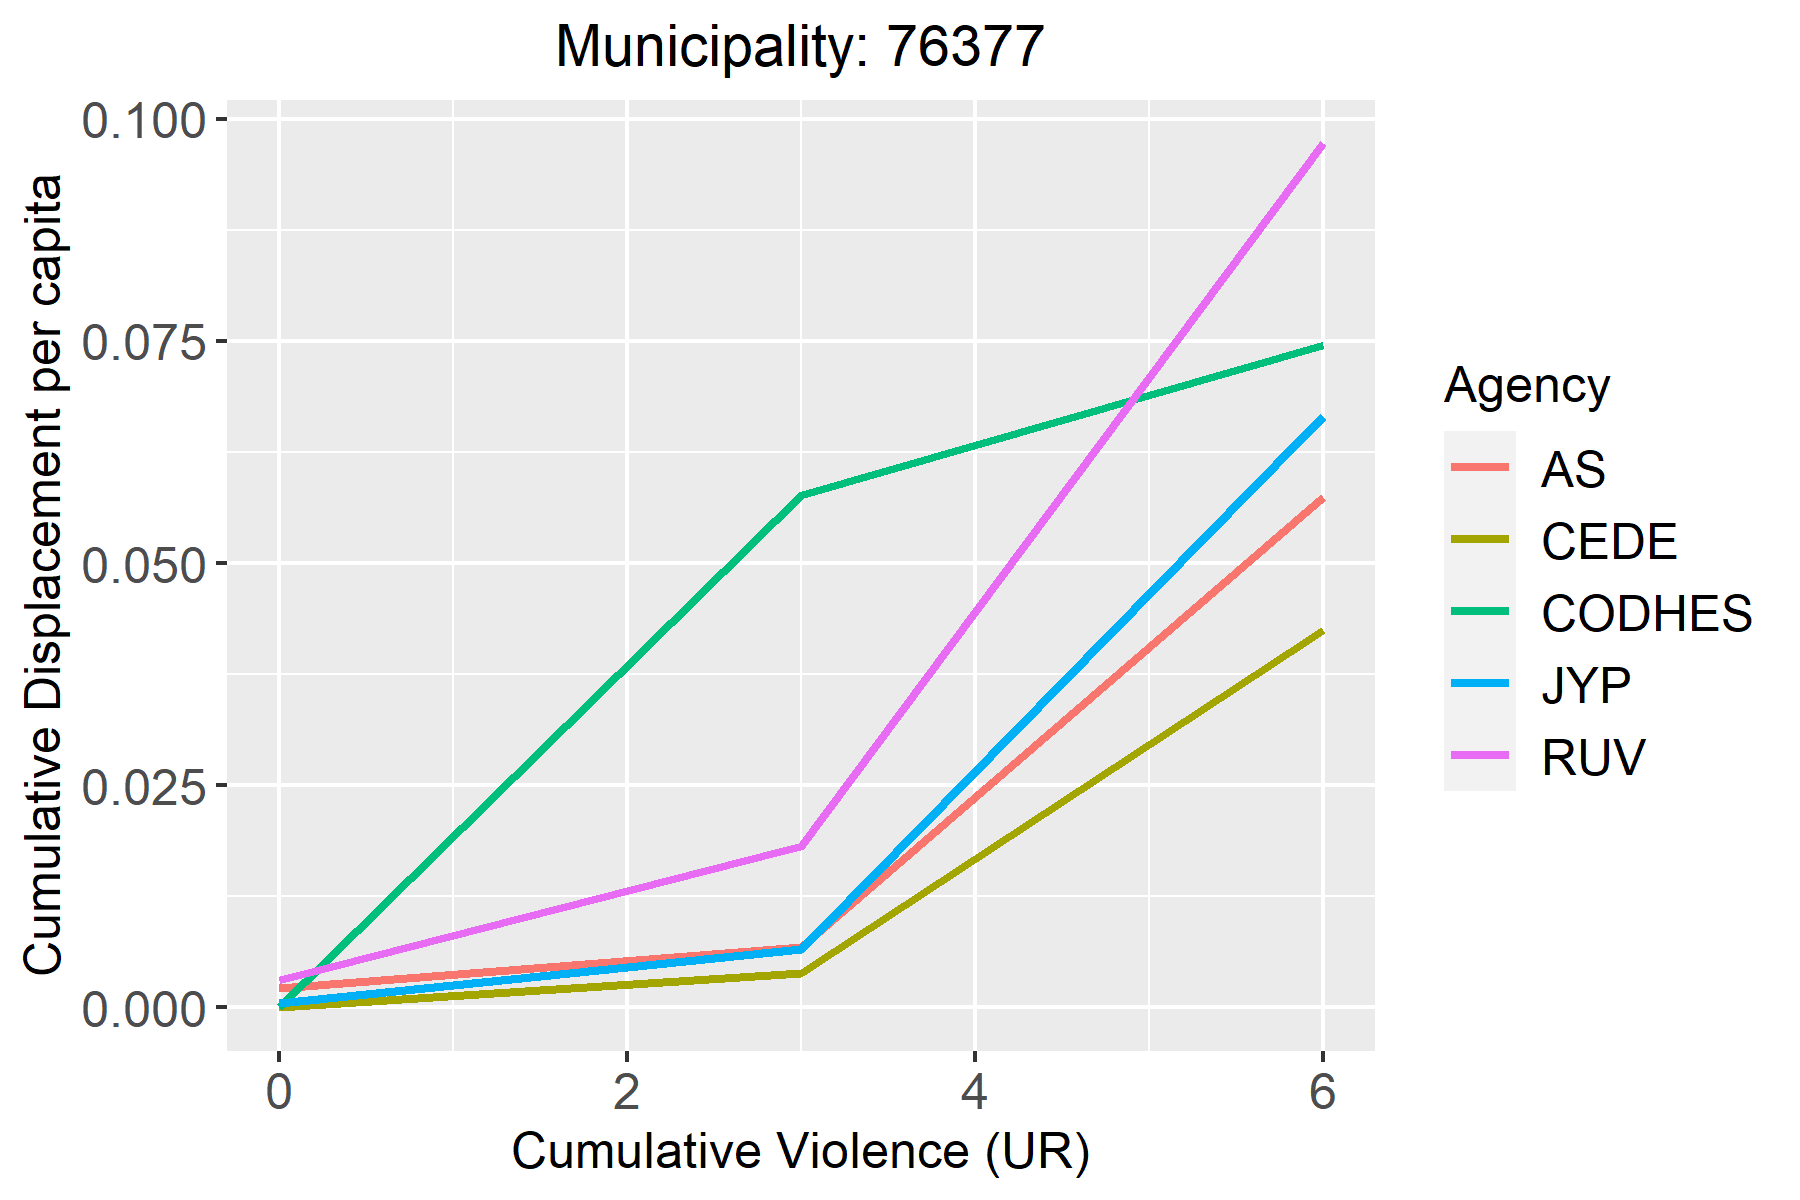 Municipality: 76377
Cumulative Displacement per capita
0.100
0.075
0.050
0.025
0.000
0
2
4
6
Cumulative Violence (UR)
Agency
AS
CEDE
CODHES
JYP
RUV